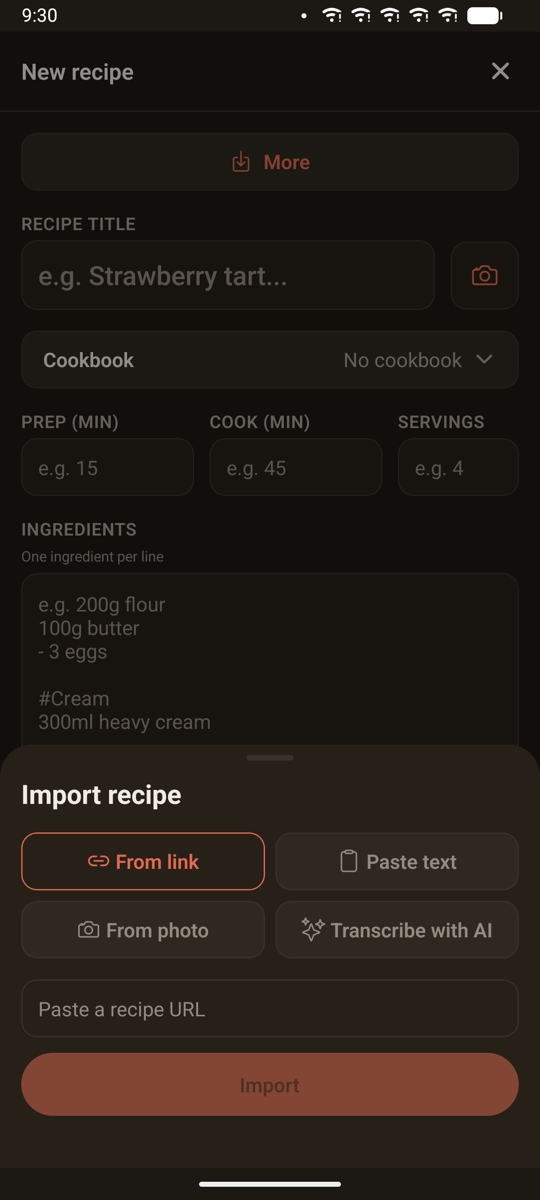 9:30
New recipe
More
RECIPE TITLE
e.g. Strawberry tart...
Cookbook No cookbook
PREP (MIN) COOK (MIN) SERVINGS
e.g. 15 e.g. 45 e.g. 4
INGREDIENTS
One ingredient per line
e.g. 200g flour
100g butter
- 3 eggs
#Cream
300ml heavy cream
Import recipe
From link Paste text
From photo Transcribe with AI
Paste a recipe URL
Import